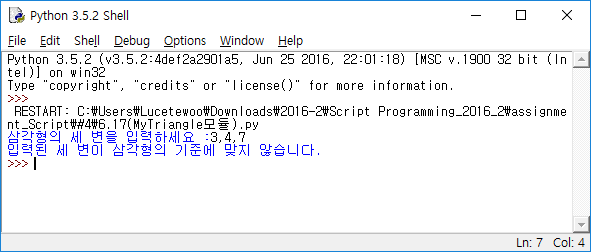 Python 3.5.2 Shell
File Edit Shell Debug Options Window Help
Python 3.5.2 (v3.5.2:4def2a2901a5, Jun 25 2016, 22:01:18) [MSC v.1900 32 bit (In
tel)] on win32
Type "copyright", "credits" or "license()" for more information.
>>>
RESTART: C:₩Users₩Lucetewoo₩Downloads₩2016-2₩Script Programming_2016_2₩assignme
nt_Script₩#4₩6.17(MyTriangle모듈).py
삼각형의 세 변을 입력하세요 :3,4,7
입력된 세 변이 삼각형의 기준에 맞지 않습니다.
>>>
Ln: 7 Col: 4